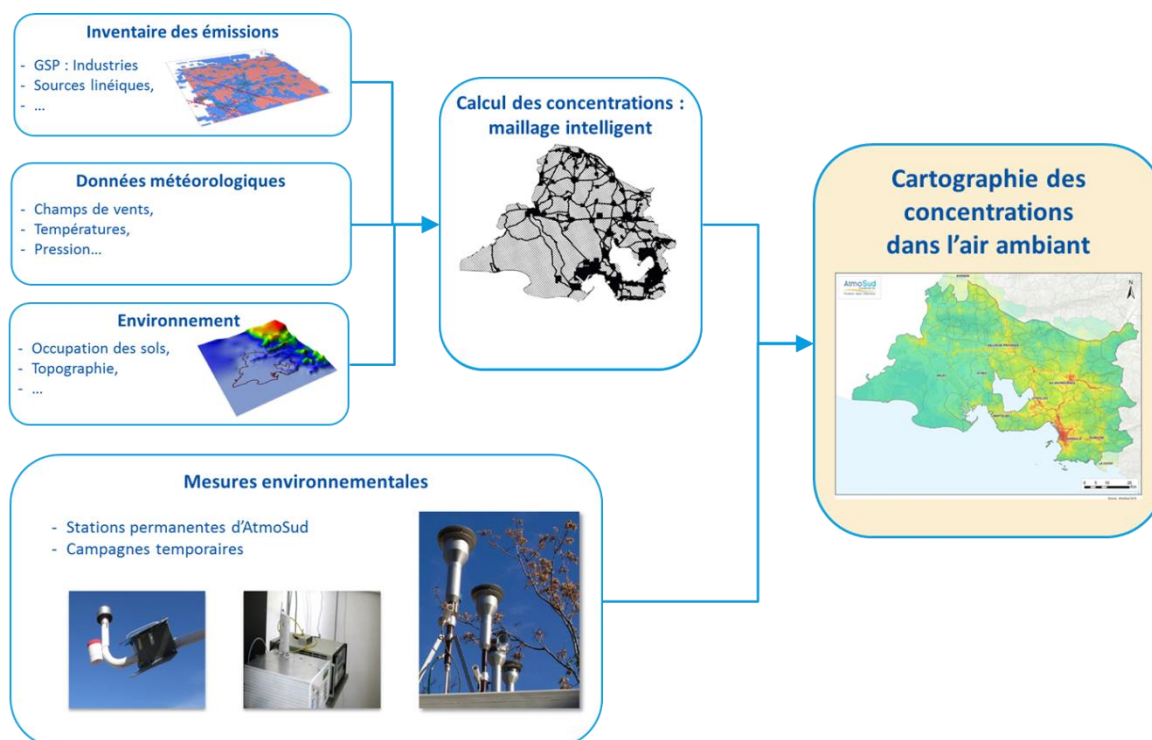 Inventaire des émissions
- GSP : Industries
- Sources linéiques,
- ...
Données météorologiques
- Champs de vents,
- Températures,
- Pression...
Environnement
- Occupation des sols,
- Topographie,
- ...
Calcul des concentrations :
maillage intelligent
Mesures environnementales
- Stations permanentes d'AtmoSud
- Campagnes temporaires
Cartographie des
concentrations
dans l'air ambiant
AtmoSud
N